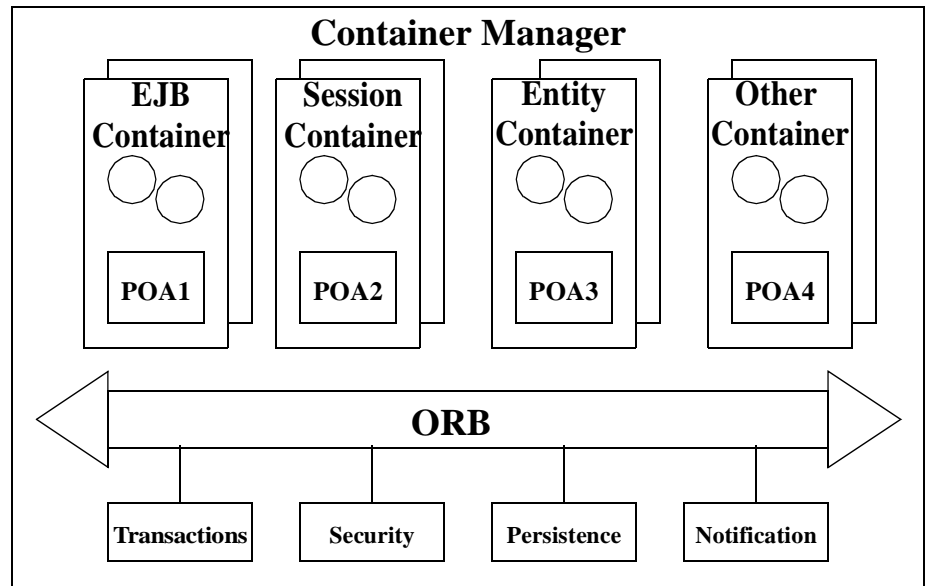 Container Manager
EJB
Container
Session
Container
Entity
Container
Other
Container
POA1
POA2
POA3
POA4
ORB
Transactions
Security
Persistence
Notification